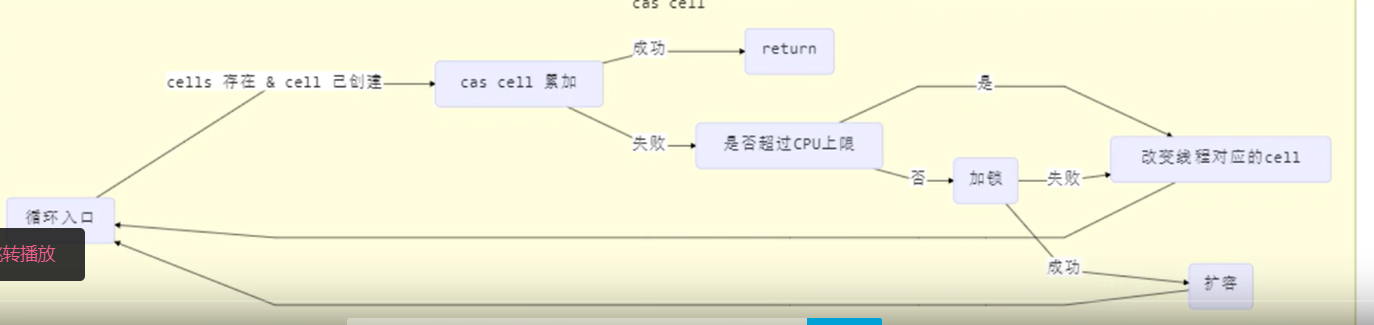 cas cell
成功
return
cells 存在 & cell 已创建
cas cell 累加
是
失败
是否超过CPU上限
改变线程对应的cell
否
加锁
失败
循环入口
转播放
成功
扩容